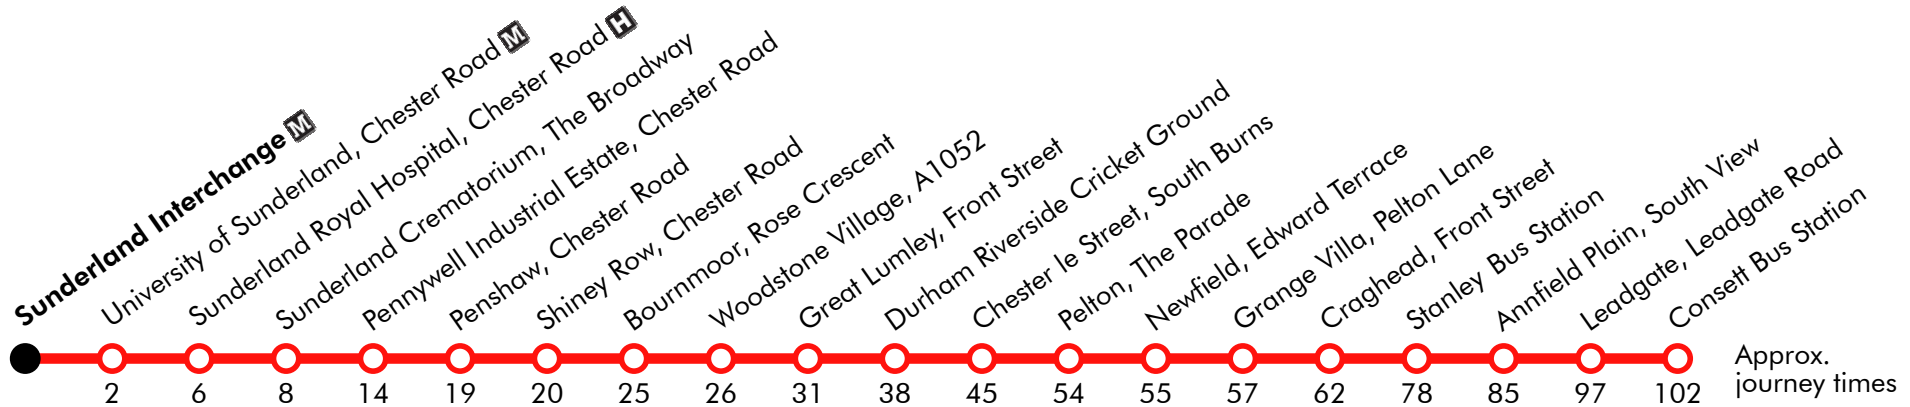 Sunderland Interchange M
University of Sunderland, Chester Road M
Sunderland Royal Hospital, Chester Road H
Sunderland Crematorium, The Broadway
Pennywell Industrial Estate, Chester Road
Penshaw, Chester Road
Shiney Row, Chester Road
Bournmoor, Rose Crescent
Woodstone Village, A1052
Great Lumley, Front Street
Durham Riverside Cricket Ground
Chester le Street, South Burns
Pelton, The Parade
Newfield, Edward Terrace
Grange Villa, Pelton Lane
Craghead, Front Street
Stanley Bus Station
Annfield Plain, South View
Leadgate, Leadgate Road
Consett Bus Station
2 6 8 14 19 20 25 26 31 38 45 54 55 57 62 78 85 97 102
Approx.
journey times